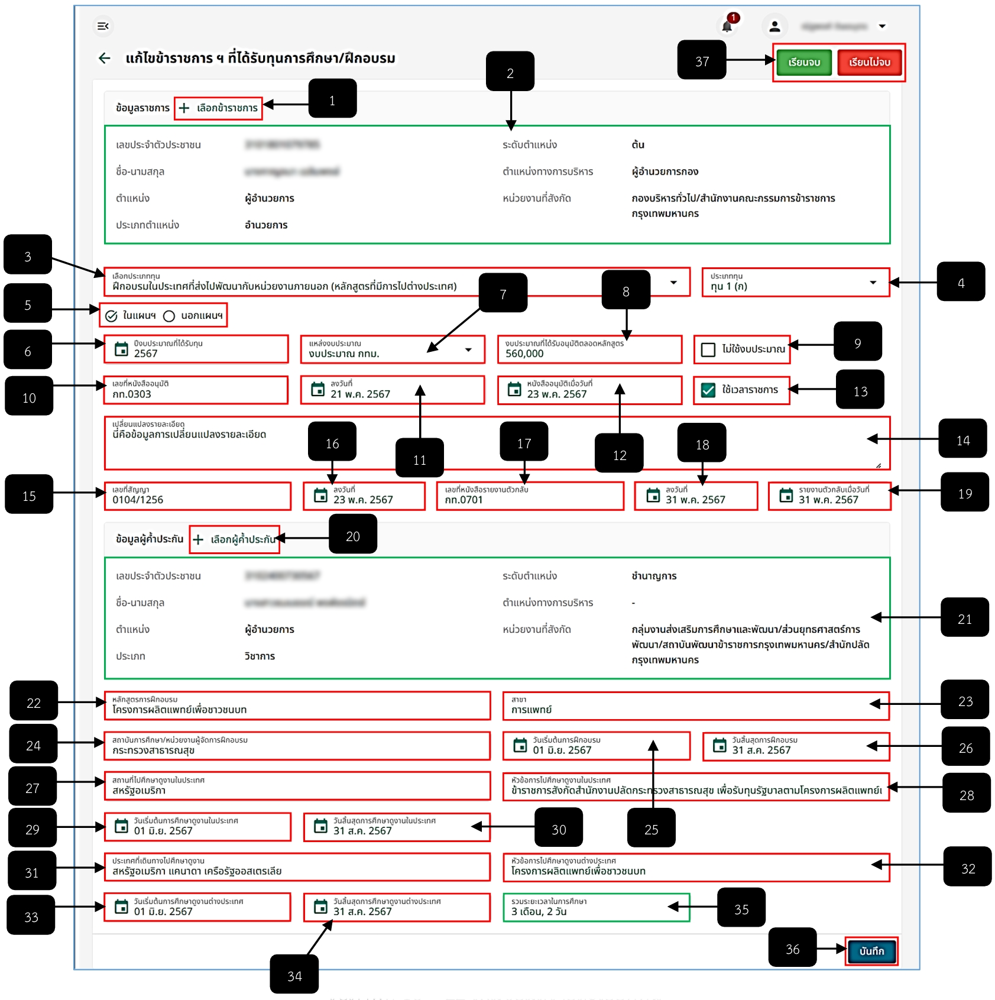 1
แก้ไขข้าราชการ ฯ ที่ได้รับทุนการศึกษา/ฝึกอบรม
2
37
เรียนจบ
เรียนไม่จบ
ข้อมูลราชการ
เลือกข้าราชการ
1
เลขประจำตัวประชาชน
ระดับตำแหน่ง
ต้น
ชื่อ-นามสกุล
ตำแหน่งทางการบริหาร
ผู้อำนวยการกอง
ตำแหน่ง
ผู้อำนวยการ
หน่วยงานที่สังกัด
กองบริหารทั่วไป/สำนักงานคณะกรรมการข้าราชการ
กรุงเทพมหานคร
ประเภทตำแหน่ง
อำนวยการ
3
เลือกประเภททุน
ฝึกอบรมในประเทศที่ส่งไปพัฒนากับหน่วยงานภายนอก (หลักสูตรที่มีการไปต่างประเทศ)
ประเภททุน
ทุน 1 (ก)
4
7
8
5
ในแผนฯ
นอกแผนฯ
6
ปีงบประมาณที่ได้รับทุน
2567
แหล่งงบประมาณ
งบประมาณ กทม.
งบประมาณที่ได้รับอนุมัติตลอดหลักสูตร
560,000
ไม่ใช้งบประมาณ
9
10
เลขที่หนังสืออนุมัติ
กท.0303
ลงวันที่
21 พ.ค. 2567
หนังสืออนุมัติเมื่อวันที่
23 พ.ค. 2567
ใช้เวลาราชการ
13
เปลี่ยนแปลงรายละเอียด
นี่คือข้อมูลการเปลี่ยนแปลงรายละเอียด
14
16
11
17
12
18
15
เลขที่สัญญา
0104/1256
ลงวันที่
23 พ.ค. 2567
เลขที่หนังสือรายงานตัวกลับ
กท.0701
ลงวันที่
31 พ.ค. 2567
รายงานตัวกลับเมื่อวันที่
31 พ.ค. 2567
19
ข้อมูลผู้ค้ำประกัน
เลือกผู้ค้ำประกัน
20
เลขประจำตัวประชาชน
ระดับตำแหน่ง
ชำนาญการ
ชื่อ-นามสกุล
ตำแหน่งทางการบริหาร
-
21
ตำแหน่ง
ผู้อำนวยการ
หน่วยงานที่สังกัด
กลุ่มงานส่งเสริมการศึกษาและพัฒนา/ส่วนยุทธศาสตร์การ
พัฒนา/สถาบันพัฒนาข้าราชการกรุงเทพมหานคร/สำนักปลัด
กรุงเทพมหานคร
ประเภท
วิชาการ
22
หลักสูตรการฝึกอบรม
โครงการผลิตแพทย์เพื่อชาวชนบท
สาขา
การแพทย์
23
24
สถาบันการศึกษา/หน่วยงานผู้จัดการฝึกอบรม
กระทรวงสาธารณสุข
วันเริ่มต้นการฝึกอบรม
01 มิ.ย. 2567
วันสิ้นสุดการฝึกอบรม
31 ส.ค. 2567
26
27
สถานที่ไปศึกษาดูงานในประเทศ
สหรัฐอเมริกา
หัวข้อการไปศึกษาดูงานในประเทศ
ข้าราชการสังกัดสำนักงานปลัดกระทรวงสาธารณสุข เพื่อรับทุนรัฐบาลตามโครงการผลิตแพทย์เ
28
29
วันเริ่มต้นการศึกษาดูงานในประเทศ
01 มิ.ย. 2567
วันสิ้นสุดการศึกษาดูงานในประเทศ
31 ส.ค. 2567
30
25
31
ประเทศที่เดินทางไปศึกษาดูงาน
สหรัฐอเมริกา แคนาดา เครือรัฐออสเตรเลีย
หัวข้อการไปศึกษาดูงานต่างประเทศ
โครงการผลิตแพทย์เพื่อชาวชนบท
32
33
วันเริ่มต้นการศึกษาดูงานต่างประเทศ
01 มิ.ย. 2567
วันสิ้นสุดการศึกษาดูงานต่างประเทศ
31 ส.ค. 2567
รวมระยะเวลาในการศึกษา
3 เดือน, 2 วัน
35
34
36
บันทึก